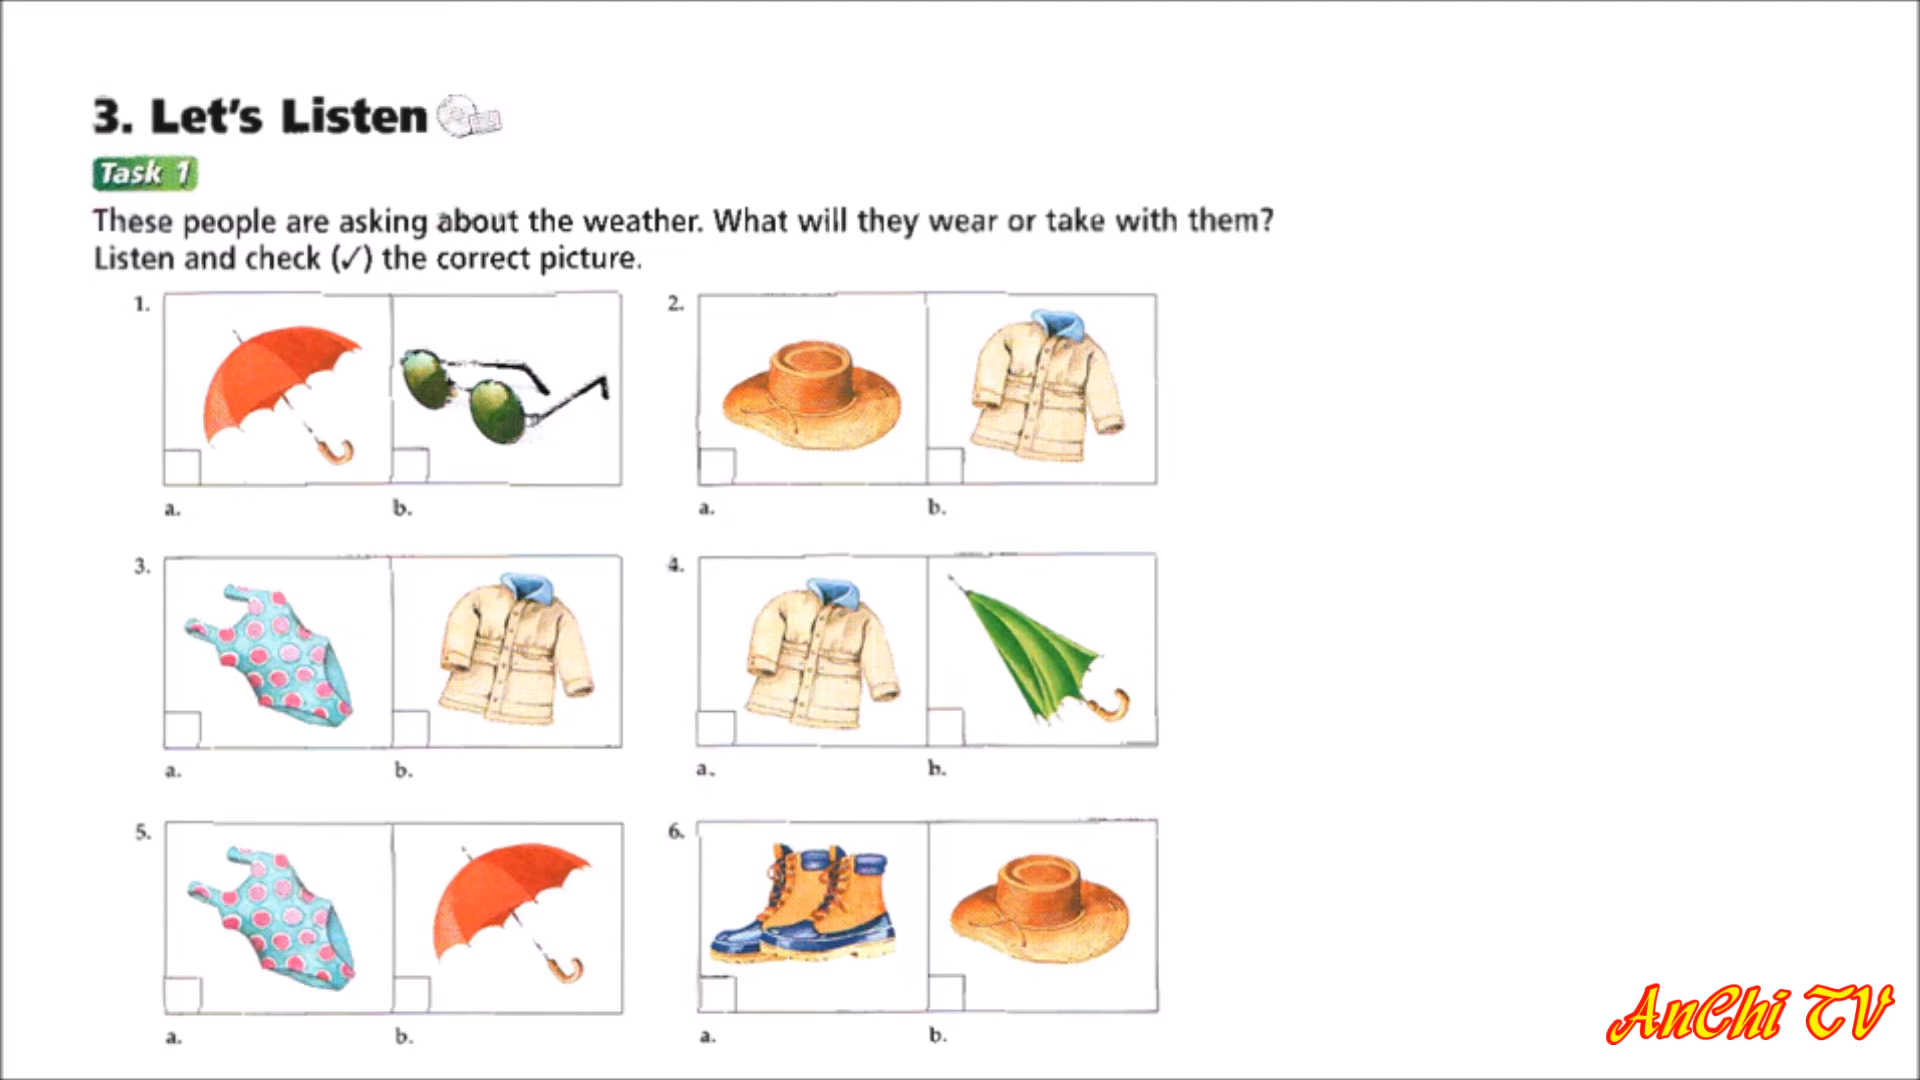 3. Let's Listen
Task 1
These people are asking about the weather. What will they wear or take with them?
Listen and check (✓) the correct picture.
1.
a.
b.
2.
a.
b.
3.
a.
b.
4.
a.
b.
5.
a.
b.
6.
a.
b.
AnChi TV